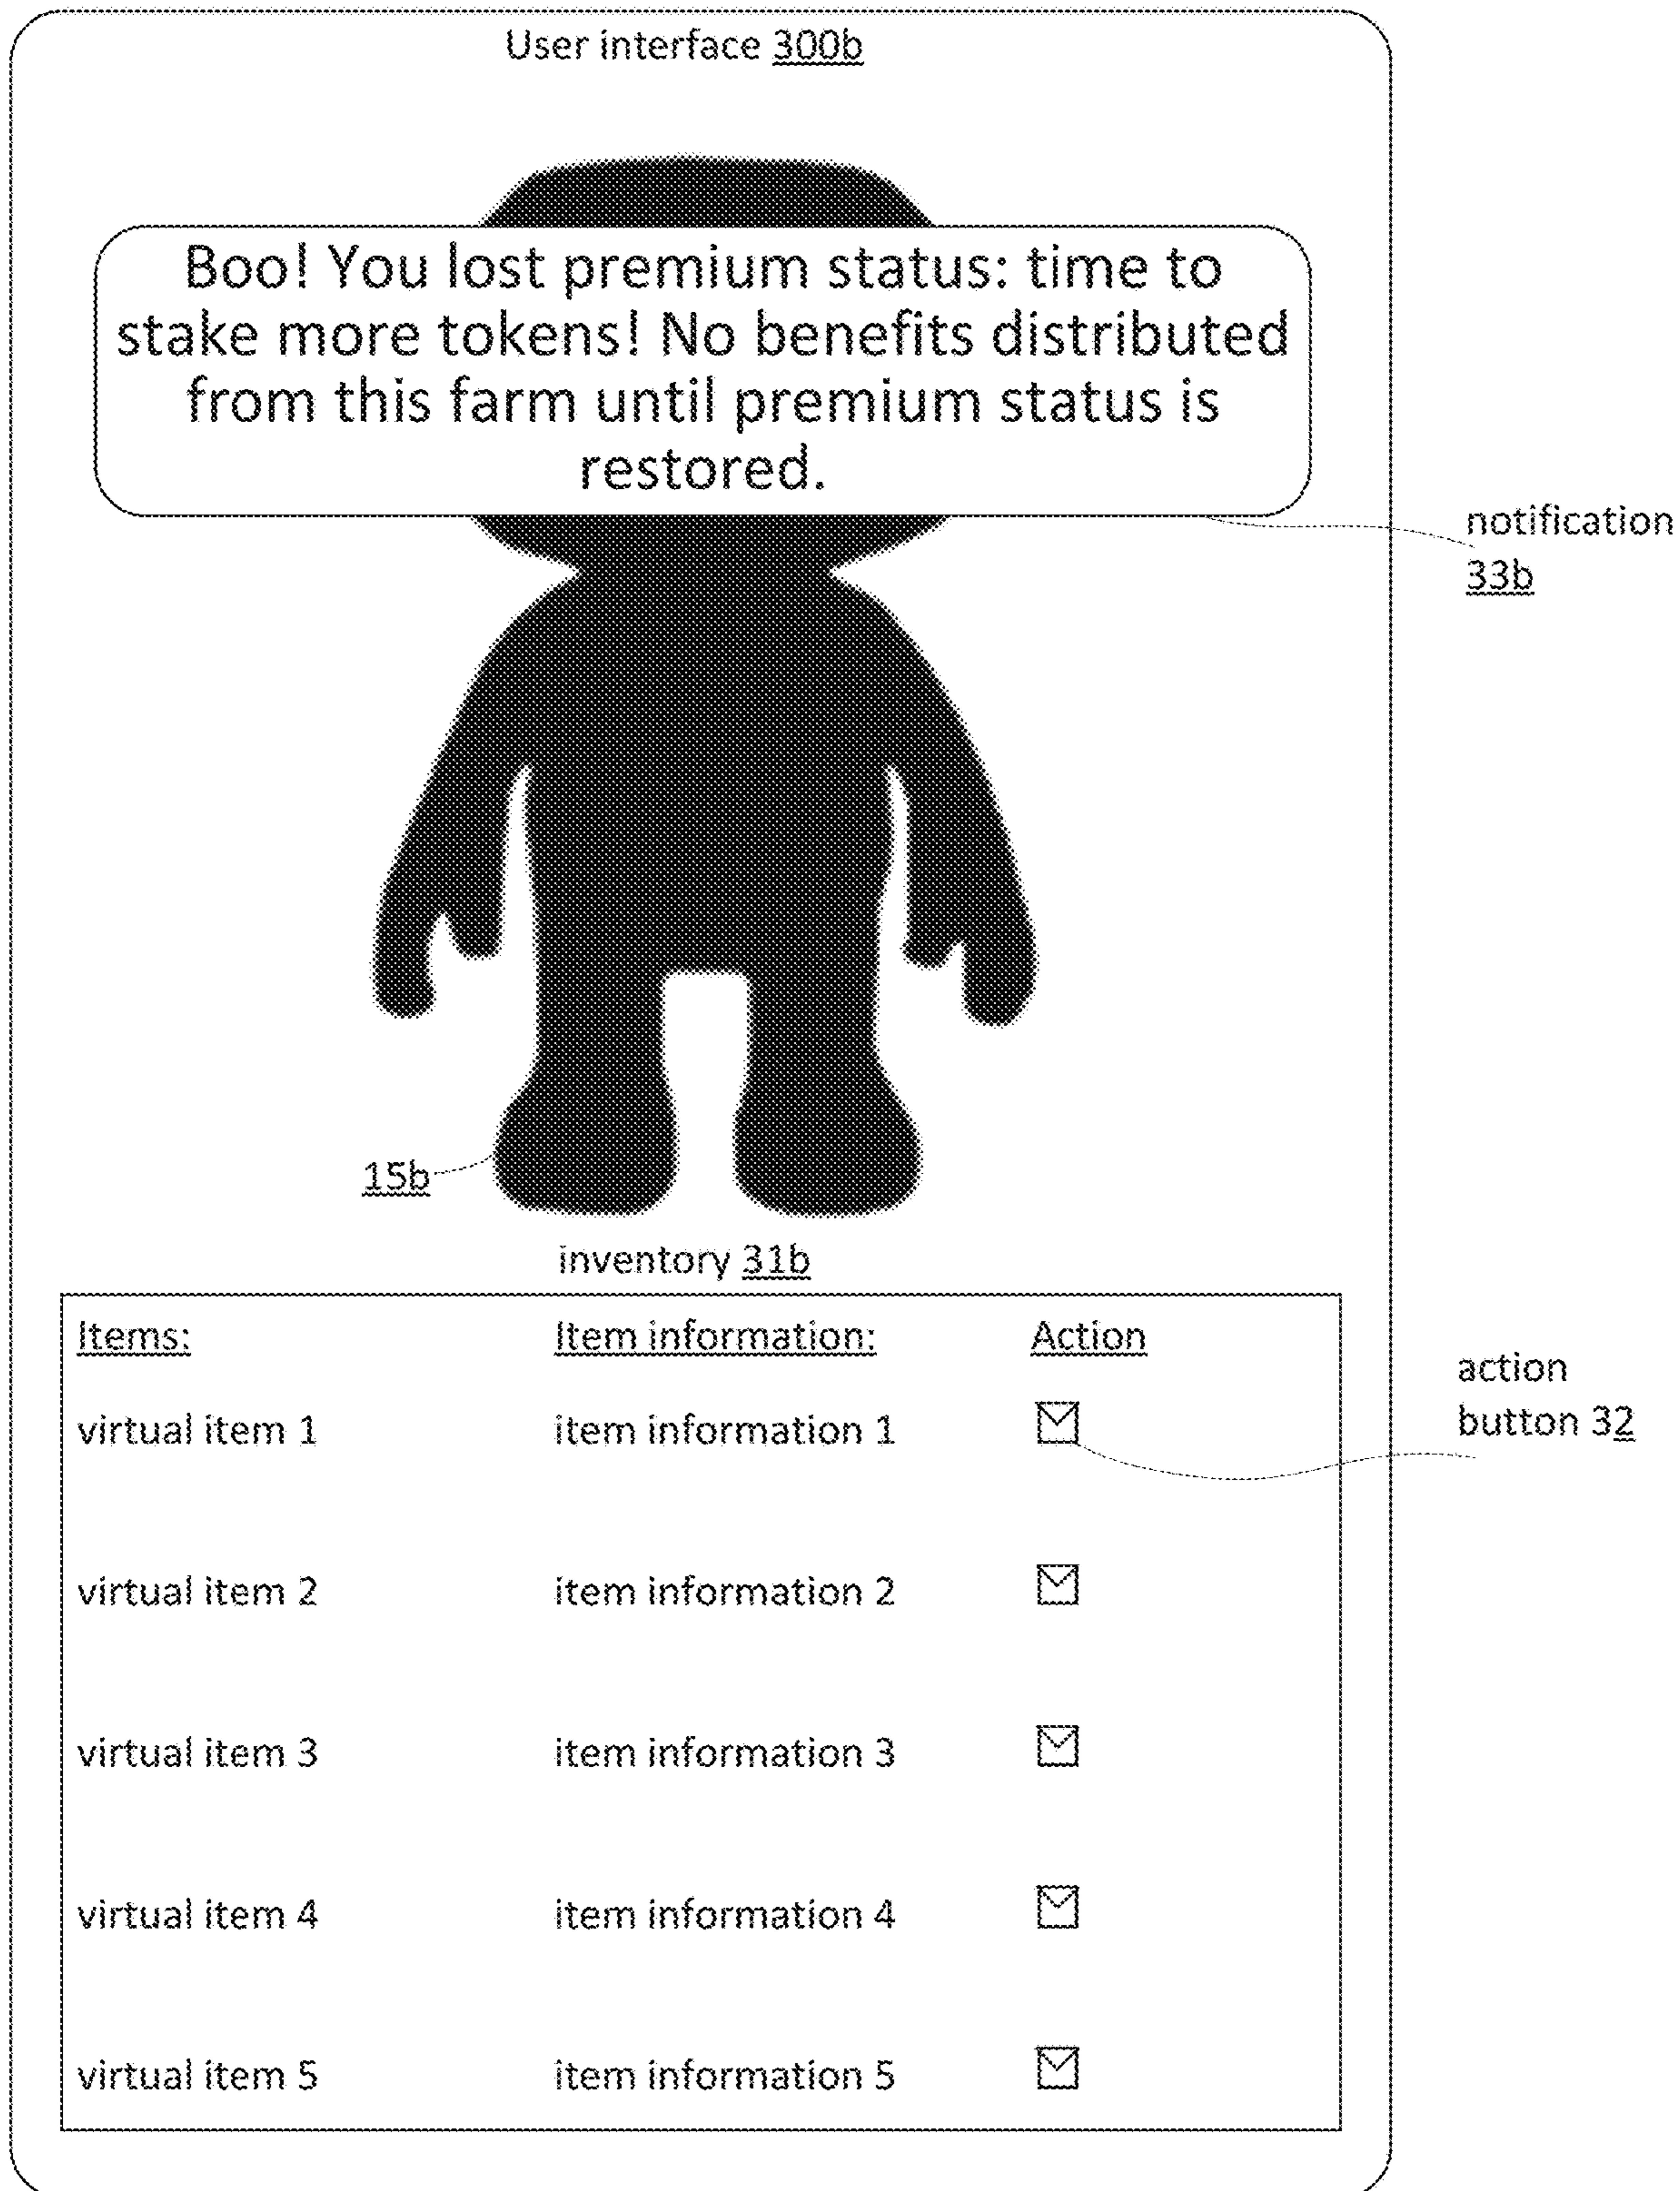 User interface 300b
Boo! You lost premium status: time to
stake more tokens! No benefits distributed
from this farm until premium status is
restored.
notification
33b
15b
inventory 31b
Items: Item information: Action
virtual item 1 item information 1
action
button 32
virtual item 2 item information 2
virtual item 3 item information 3
virtual item 4 item information 4
virtual item 5 item information 5